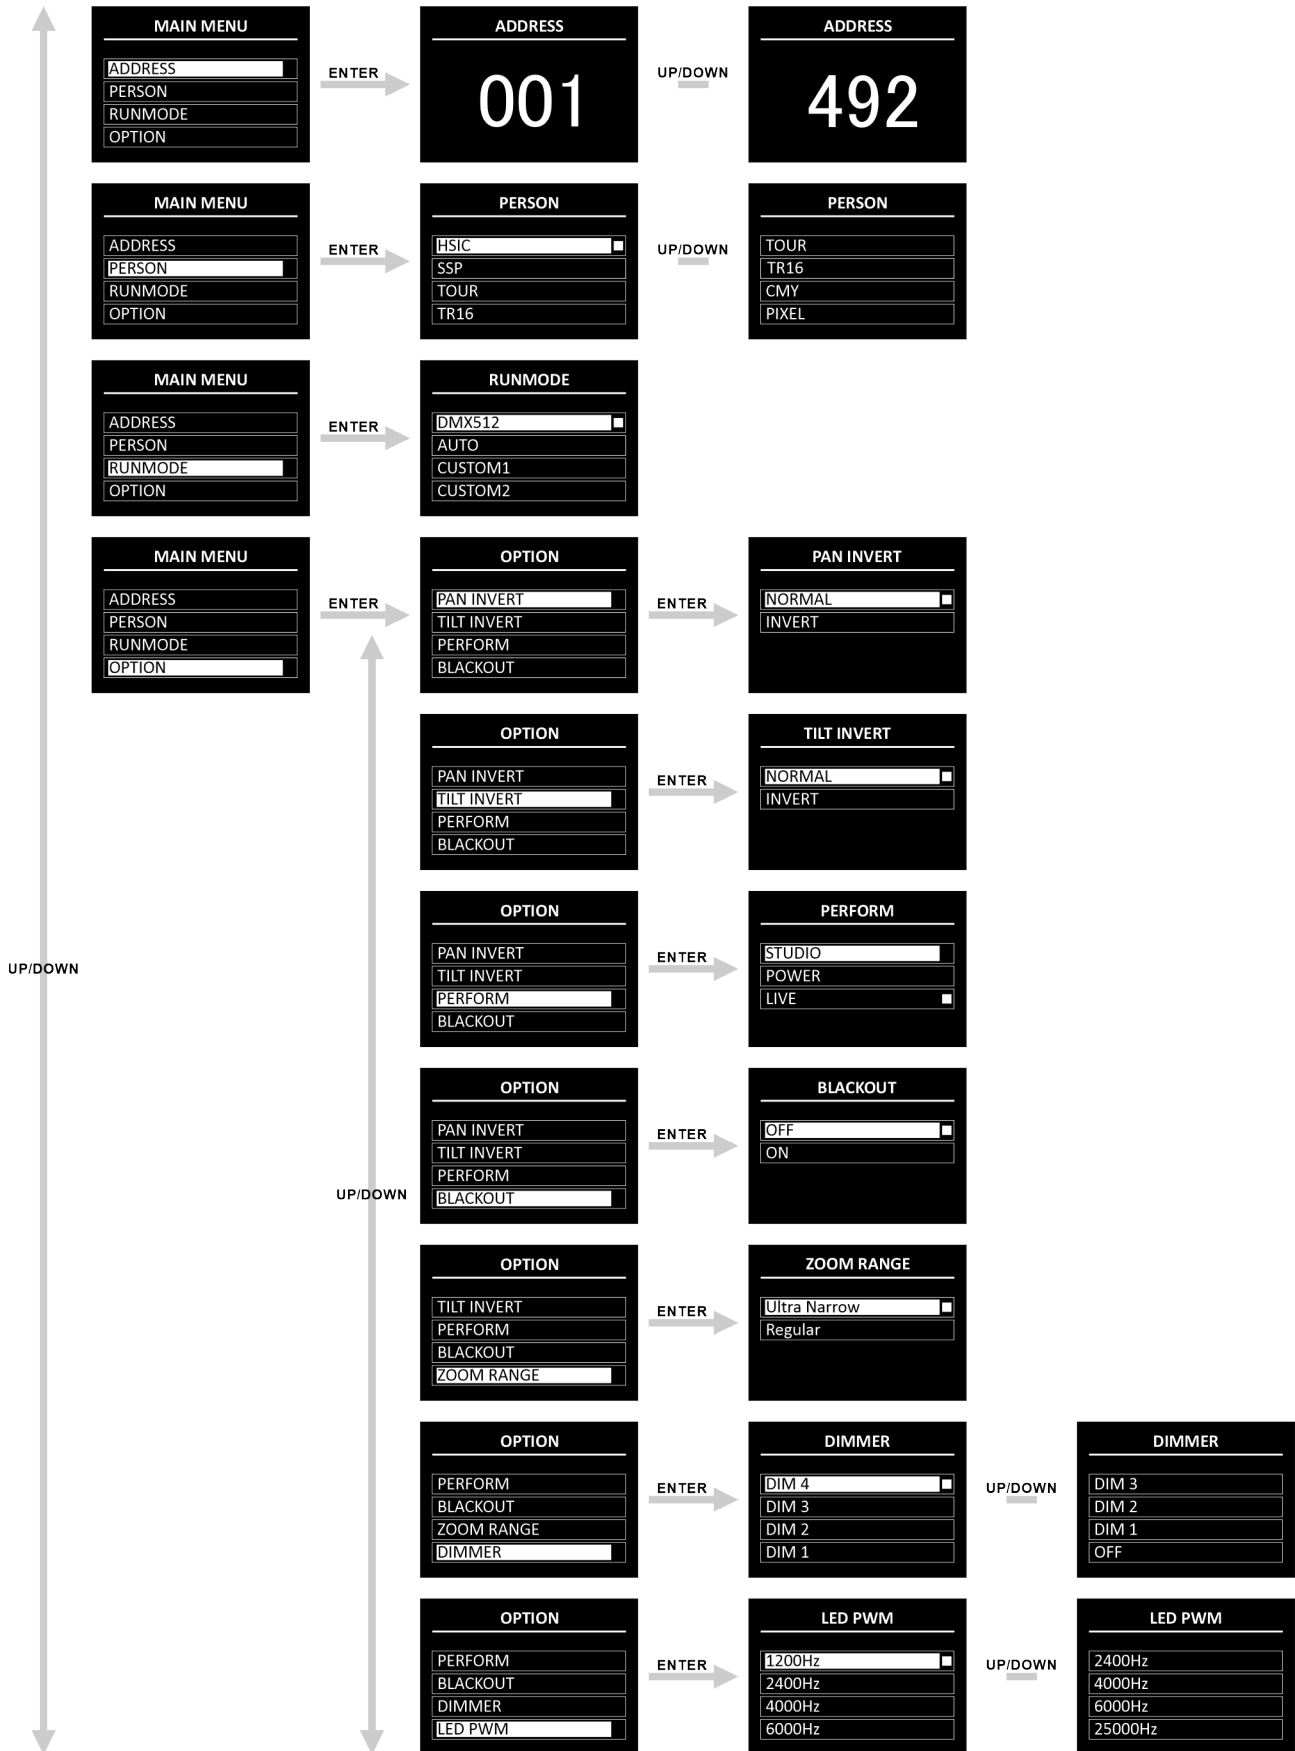 MAIN MENU
ADDRESS
PERSON
RUNMODE
OPTION
ENTER
ADDRESS
001
UP/DOWN
ADDRESS
492
MAIN MENU
ADDRESS
PERSON
RUNMODE
OPTION
ENTER
PERSON
HSIC
SSP
TOUR
TR16
UP/DOWN
PERSON
TOUR
TR16
CMY
PIXEL
MAIN MENU
ADDRESS
PERSON
RUNMODE
OPTION
ENTER
RUNMODE
DMX512
AUTO
CUSTOM1
CUSTOM2
MAIN MENU
ADDRESS
PERSON
RUNMODE
OPTION
ENTER
OPTION
PAN INVERT
TILT INVERT
PERFORM
BLACKOUT
ENTER
PAN INVERT
NORMAL
INVERT
OPTION
PAN INVERT
TILT INVERT
PERFORM
BLACKOUT
ENTER
TILT INVERT
NORMAL
INVERT
UP/DOWN
OPTION
PAN INVERT
TILT INVERT
PERFORM
BLACKOUT
ENTER
PERFORM
STUDIO
POWER
LIVE
UP/DOWN
OPTION
PAN INVERT
TILT INVERT
PERFORM
BLACKOUT
ENTER
BLACKOUT
OFF
ON
OPTION
TILT INVERT
PERFORM
BLACKOUT
ZOOM RANGE
ENTER
ZOOM RANGE
Ultra Narrow
Regular
OPTION
PERFORM
BLACKOUT
ZOOM RANGE
DIMMER
ENTER
DIMMER
DIM 4
DIM 3
DIM 2
DIM 1
UP/DOWN
DIMMER
DIM 3
DIM 2
DIM 1
OFF
OPTION
PERFORM
BLACKOUT
DIMMER
LED PWM
ENTER
LED PWM
1200Hz
2400Hz
4000Hz
6000Hz
UP/DOWN
LED PWM
2400Hz
4000Hz
6000Hz
25000Hz